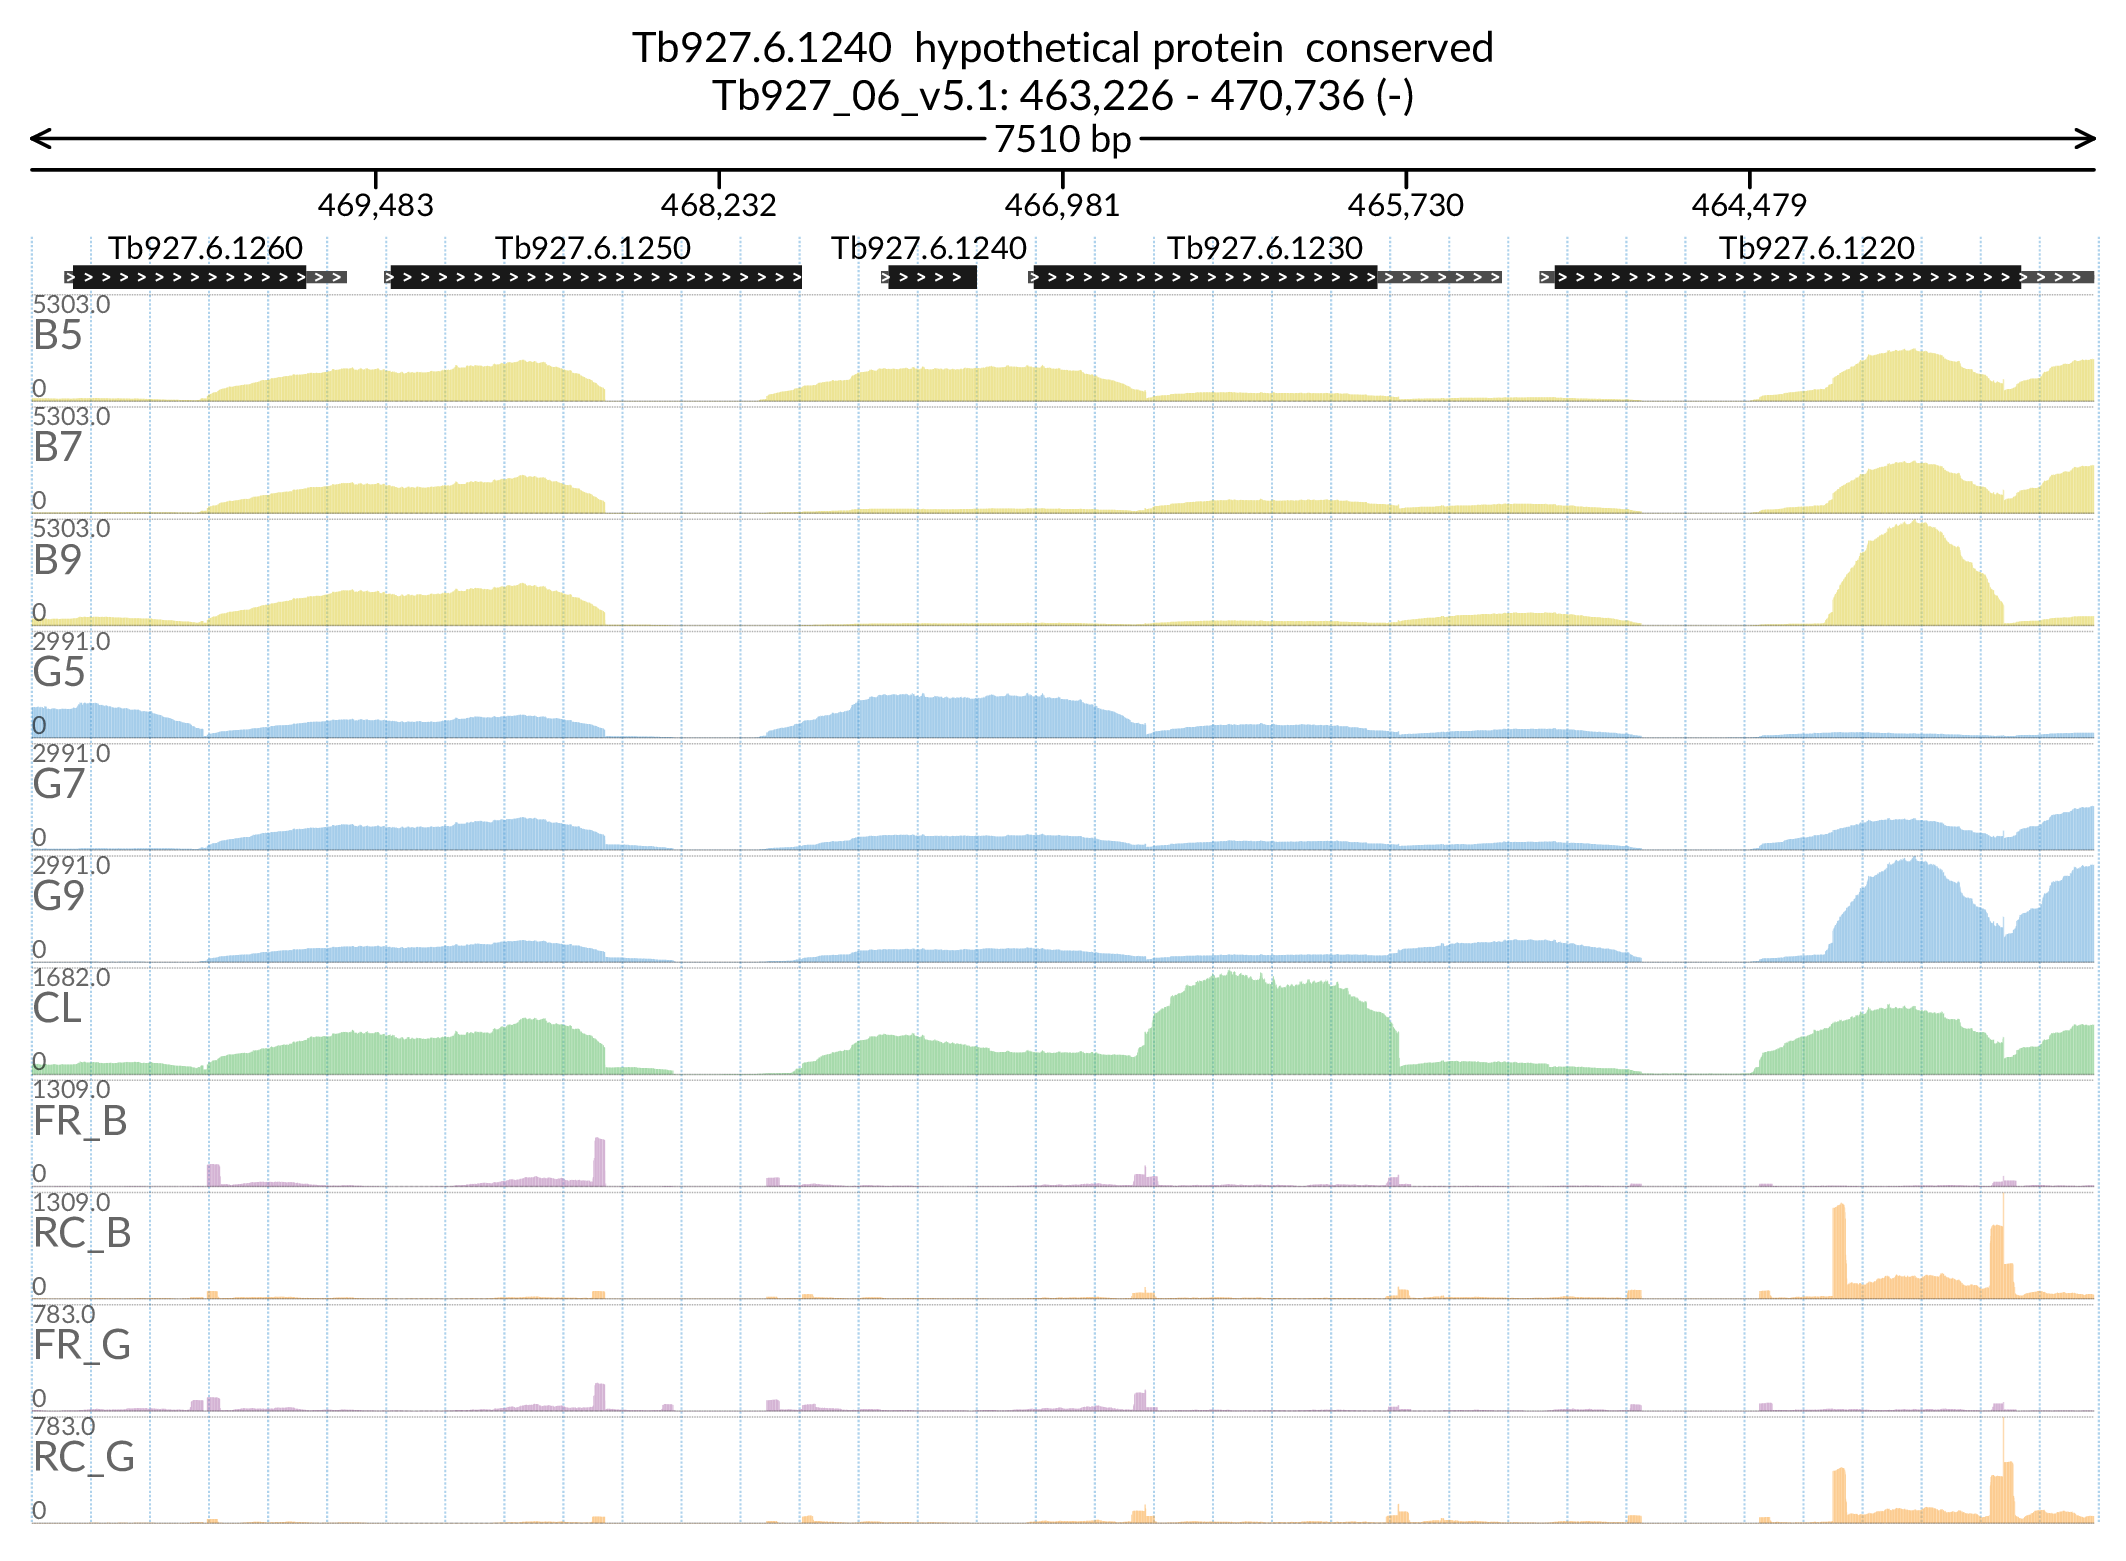 Tb927.6.1240  hypothetical protein  conserved
Tb927_06_v5.1: 463,226 - 470,736 (-)
7510 bp
469,483 468,232 466,981 465,730 464,479
Tb927.6.1260 Tb927.6.1250 Tb927.6.1240 Tb927.6.1230 Tb927.6.1220
5303.0
B5
0
5303.0
B7
0
5303.0
B9
0
2991.0
G5
0
2991.0
G7
0
2991.0
G9
0
1682.0
CL
0
1309.0
FR_B
0
1309.0
RC_B
0
783.0
FR_G
0
783.0
RC_G
0